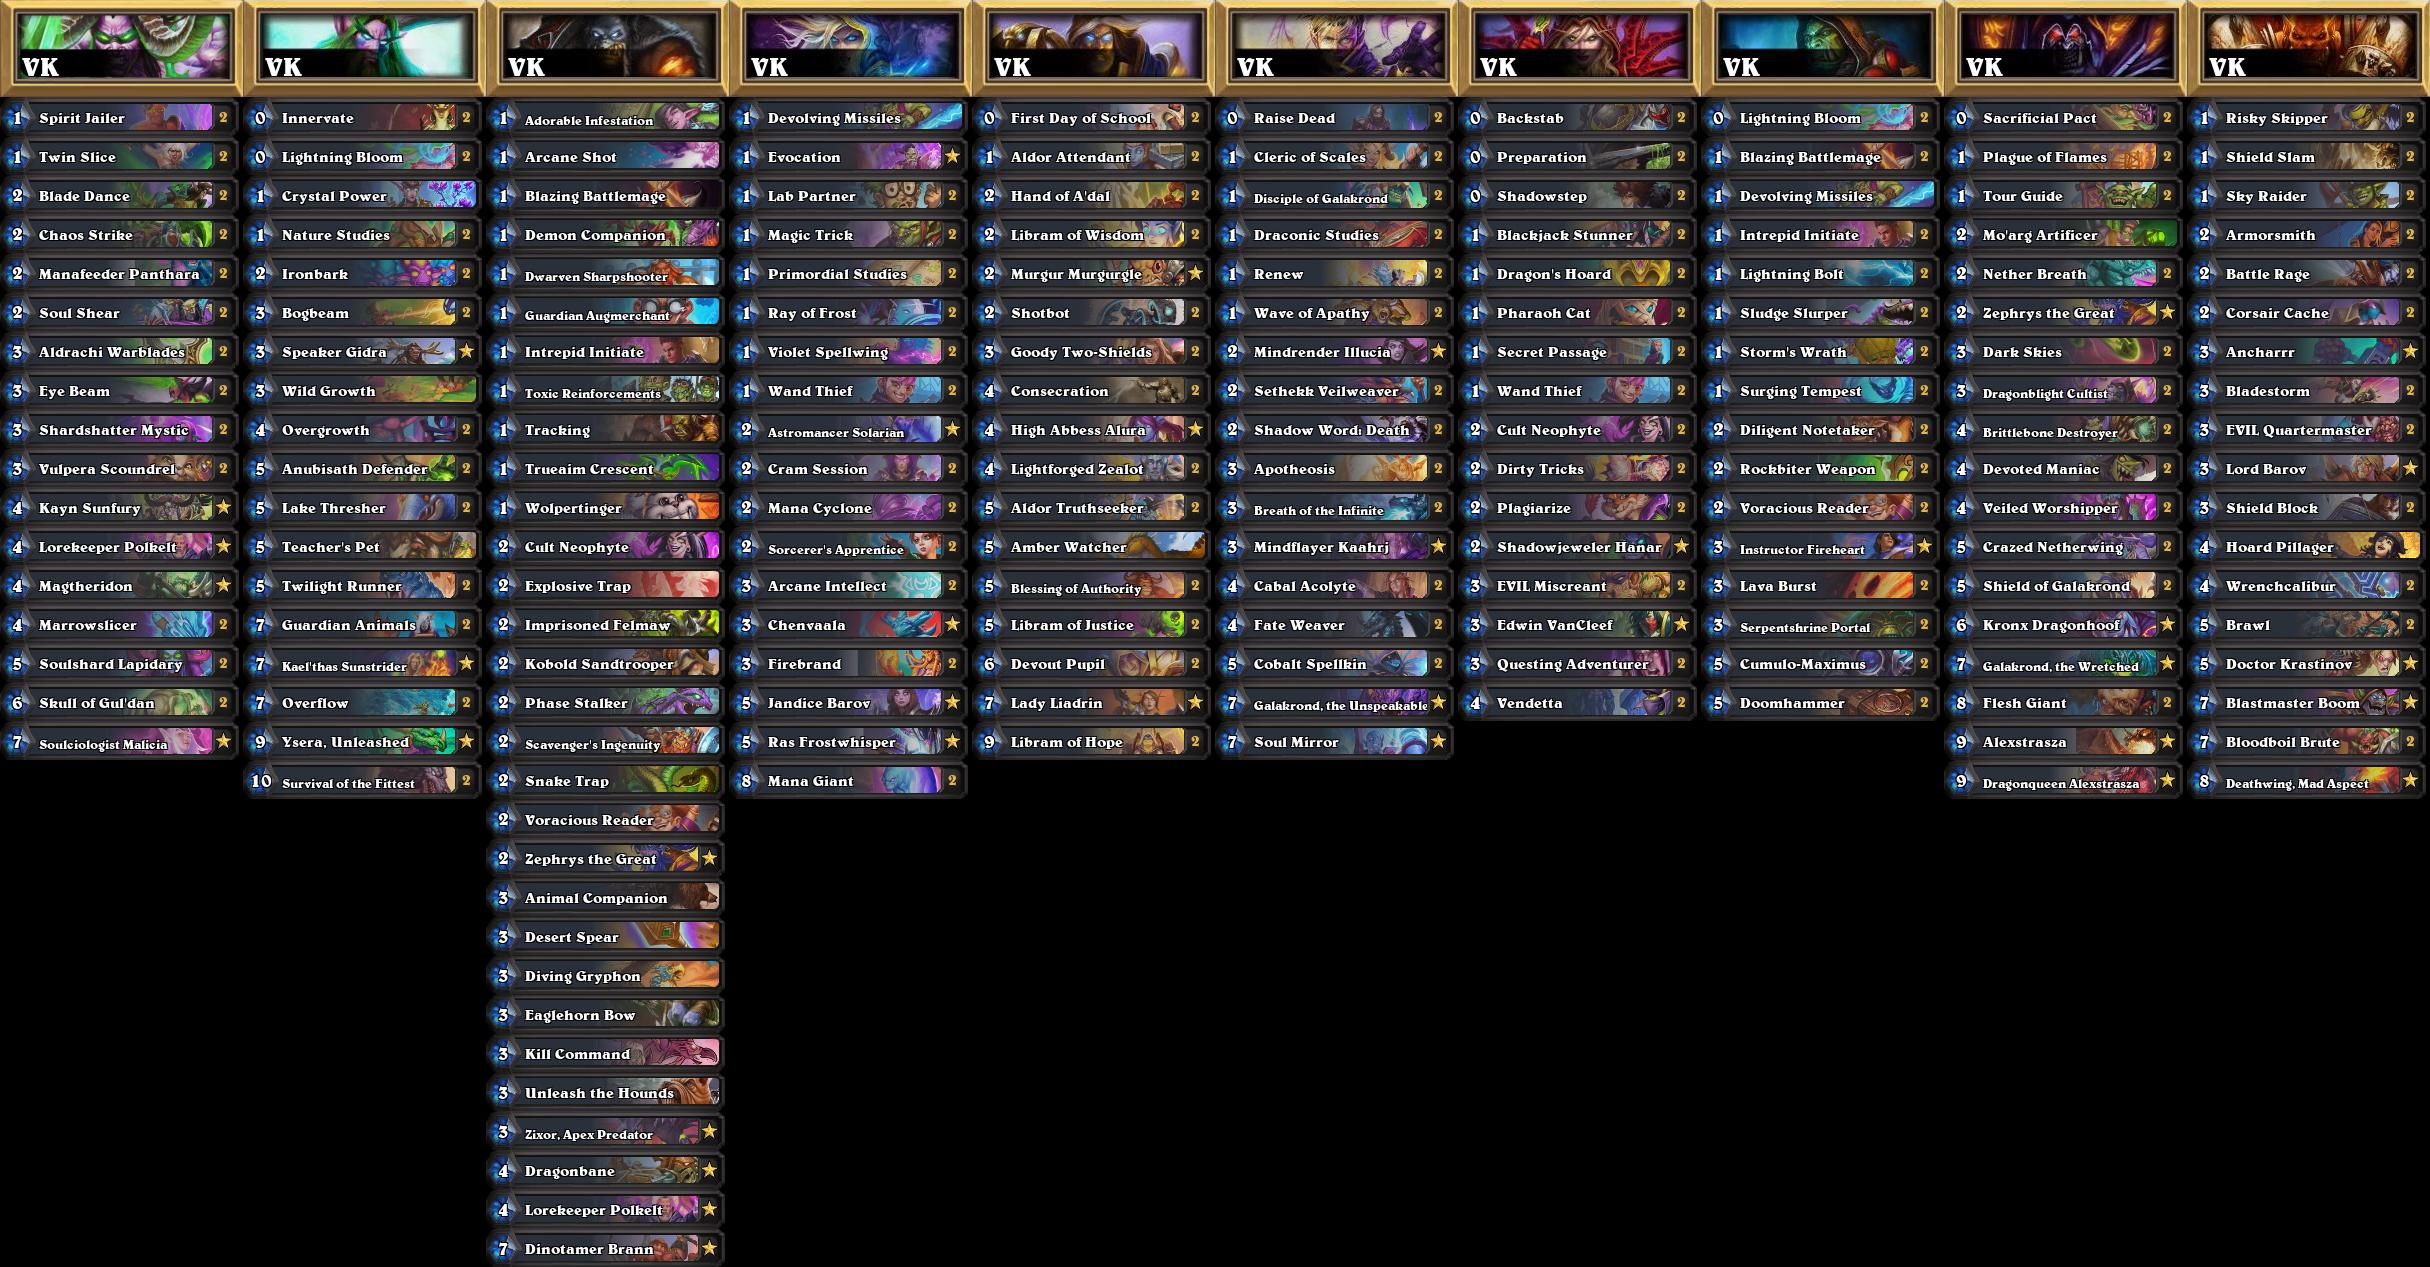 VK
1 Spirit Jailer 2
1 Twin Slice 2
2 Blade Dance 2
2 Chaos Strike 2
2 Manafeeder Panthara 2
2 Soul Shear 2
3 Aldrachi Warblades 2
3 Eye Beam 2
3 Shardshatter Mystic 2
3 Vulpera Scoundrel 2
4 Kayn Sunfury
4 Lorekeeper Polkelt
4 Magtheridon
4 Marrowslicer 2
5 Soulshard Lapidary 2
6 Skull of Gul'dan 2
7 Soulciologist Malicia
VK
0 Innervate 2
0 Lightning Bloom 2
1 Crystal Power
1 Nature Studies 2
2 Ironbark 2
3 Bogbeam 2
3 Speaker Gidra
3 Wild Growth
4 Overgrowth 2
5 Anubisath Defender 2
5 Lake Thresher 2
5 Teacher's Pet
5 Twilight Runner 2
7 Guardian Animals 2
7 Kael'thas Sunstrider
7 Overflow 2
9 Ysera, Unleashed
10 Survival of the Fittest 2
VK
1 Adorable Infestation
1 Arcane Shot
1 Blazing Battlemage
1 Demon Companion
1 Dwarven Sharpshooter
1 Guardian Augmerchant
1 Intrepid Initiate
1 Toxic Reinforcements
1 Tracking
1 Trueaim Crescent
1 Wolpertinger
2 Cult Neophyte
2 Explosive Trap
2 Imprisoned Felmaw
2 Kobold Sandtrooper
2 Phase Stalker
2 Scavenger's Ingenuity
2 Snake Trap
2 Voracious Reader
2 Zephrys the Great
3 Animal Companion
3 Desert Spear
3 Diving Gryphon
3 Eaglehorn Bow
3 Kill Command
3 Unleash the Hounds
3 Zixor, Apex Predator
4 Dragonbane
4 Lorekeeper Polkelt
7 Dinotamer Brann
VK
1 Devolving Missiles
1 Evocation
1 Lab Partner 2
1 Magic Trick 2
1 Primordial Studies 2
1 Ray of Frost 2
1 Violet Spellwing 2
1 Wand Thief 2
2 Astromancer Solarian
2 Cram Session 2
2 Mana Cyclone 2
2 Sorcerer's Apprentice 2
3 Arcane Intellect 2
3 Chenvaala
3 Firebrand 2
5 Jandice Barov
5 Ras Frostwhisper
8 Mana Giant 2
VK
0 First Day of School 2
1 Aldor Attendant 2
2 Hand of A'dal 2
2 Libram of Wisdom 2
2 Murgur Murgurgle
2 Shotbot 2
3 Goody Two-Shields 2
4 Consecration 2
4 High Abbess Alura
4 Lightforged Zealot 2
5 Aldor Truthseeker 2
5 Amber Watcher
5 Blessing of Authority 2
5 Libram of Justice 2
6 Devout Pupil 2
7 Lady Liadrin
9 Libram of Hope 2
VK
0 Raise Dead 2
1 Cleric of Scales 2
1 Disciple of Galakrond 2
1 Draconic Studies 2
1 Renew 2
1 Wave of Apathy 2
2 Mindrender Illucia
2 Sethekk Veilweaver 2
2 Shadow Word: Death 2
3 Apotheosis 2
3 Breath of the Infinite 2
3 Mindflayer Kaahrj
4 Cabal Acolyte 2
4 Fate Weaver 2
5 Cobalt Spellkin 2
7 Galakrond, the Unspeakable
7 Soul Mirror
VK
0 Backstab 2
0 Preparation 2
0 Shadowstep 2
1 Blackjack Stunner 2
1 Dragon's Hoard 2
1 Pharaoh Cat 2
1 Secret Passage 2
1 Wand Thief 2
2 Cult Neophyte 2
2 Dirty Tricks 2
2 Plagiarize 2
2 Shadowjeweler Hanar
3 EVIL Miscreant 2
3 Edwin VanCleef
3 Questing Adventurer 2
4 Vendetta 2
VK
0 Lightning Bloom 2
1 Blazing Battlemage 2
1 Devolving Missiles
1 Intrepid Initiate 2
1 Lightning Bolt 2
1 Sludge Slurper 2
1 Storm's Wrath 2
1 Surging Tempest 2
2 Diligent Notetaker 2
2 Rockbiter Weapon 2
2 Voracious Reader 2
3 Instructor Fireheart
3 Lava Burst 2
3 Serpentshrine Portal 2
5 Cumulo-Maximus 2
5 Doomhammer 2
VK
0 Sacrificial Pact 2
1 Plague of Flames 2
1 Tour Guide 2
2 Mo'arg Artificer
2 Nether Breath 2
2 Zephrys the Great
3 Dark Skies 2
3 Dragonblight Cultist 2
4 Brittlebone Destroyer 2
4 Devoted Maniac 2
4 Veiled Worshipper 2
5 Crazed Netherwing 2
5 Shield of Galakrond 2
6 Kronx Dragonhoof
7 Galakrond, the Wretched
8 Flesh Giant 2
9 Alexstrasza
9 Dragonqueen Alexstrasza
VK
1 Risky Skipper 2
1 Shield Slam 2
1 Sky Raider 2
2 Armorsmith 2
2 Battle Rage 2
2 Corsair Cache 2
3 Ancharrr
3 Bladestorm 2
3 EVIL Quartermaster 2
3 Lord Barov
3 Shield Block 2
4 Hoard Pillager
4 Wrenchcalibur 2
5 Brawl 2
5 Doctor Krastinov
7 Blastmaster Boom
7 Bloodboil Brute 2
8 Deathwing, Mad Aspect